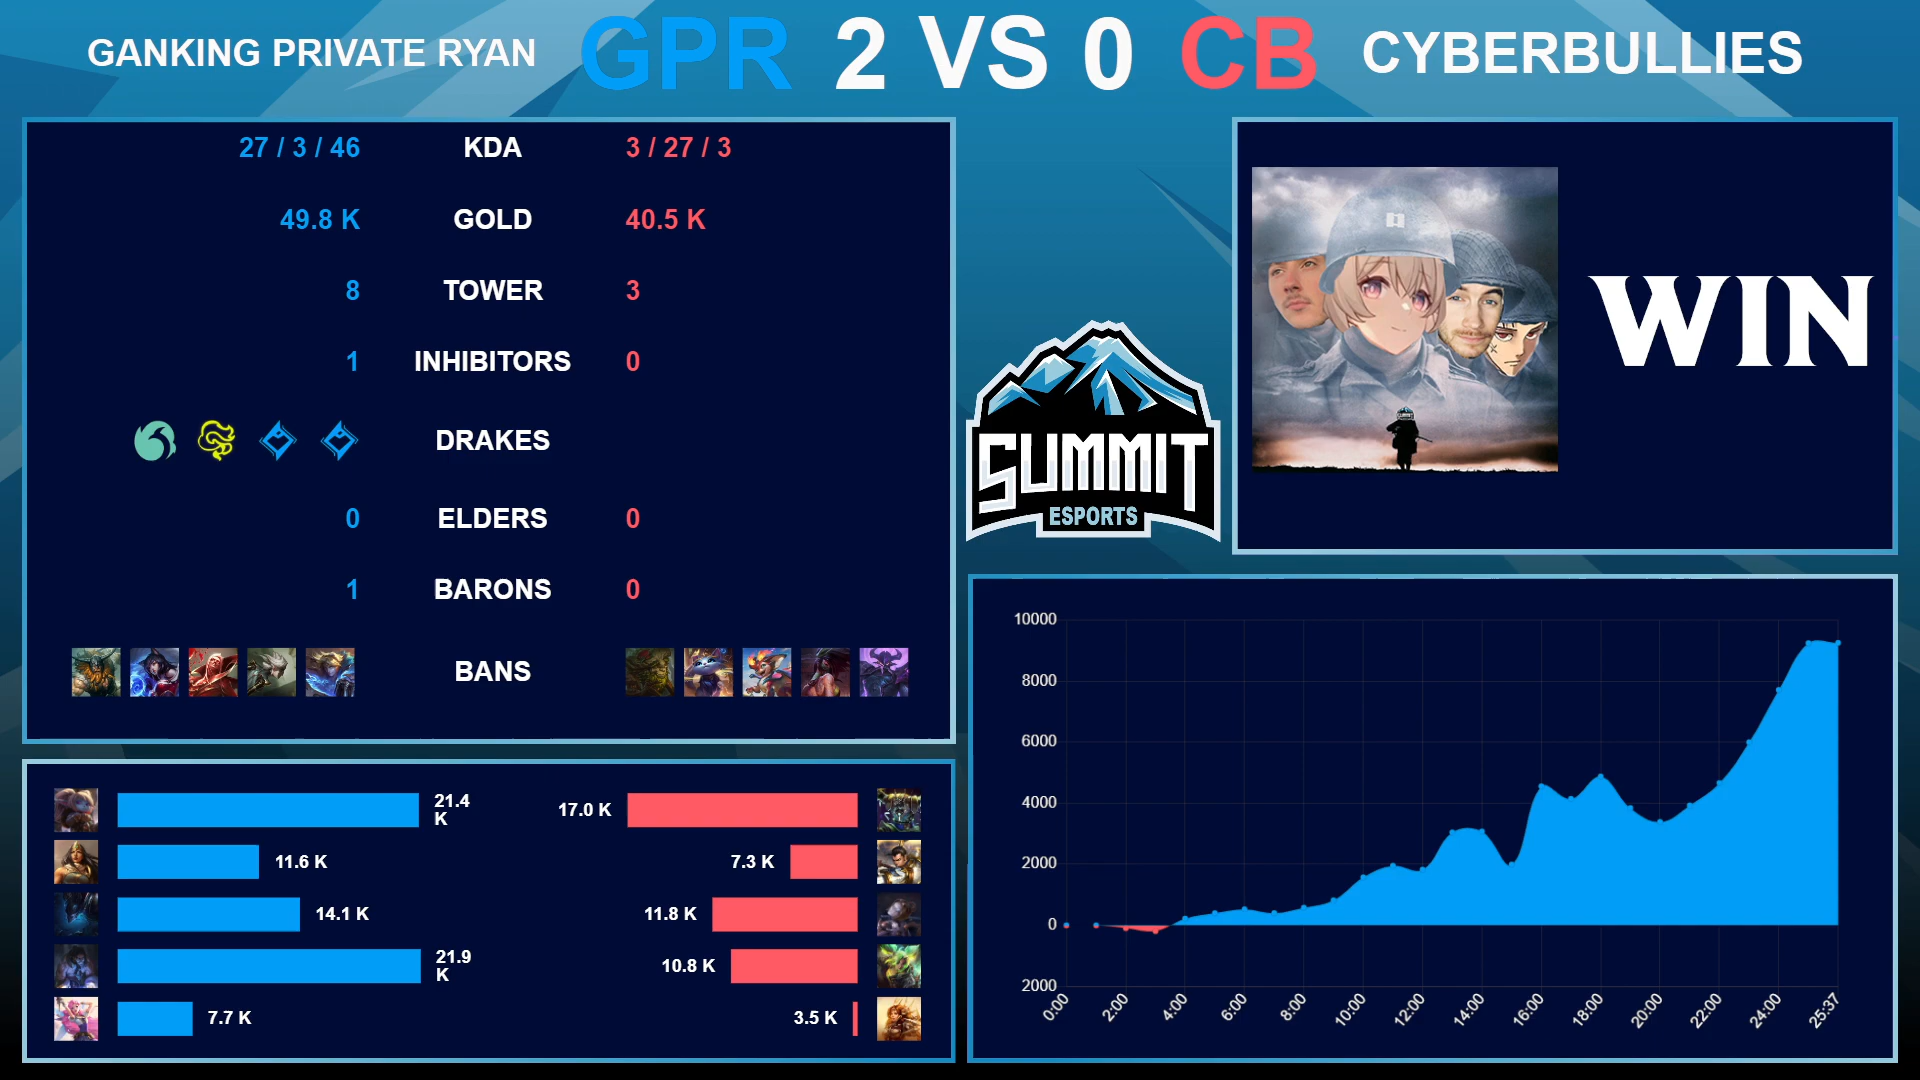 GANKING PRIVATE RYAN GPR 2 VS 0 CB CYBERBULLIES
27 / 3 / 46 KDA 3 / 27 / 3
49.8 K GOLD 40.5 K
8 TOWER 3
1 INHIBITORS 0
DRAKES
0 ELDERS 0
1 BARONS 0
BANS
SUMMIT
ESPORTS
WIN
21.4 K
17.0 K
11.6 K
7.3 K
14.1 K
11.8 K
21.9 K
10.8 K
7.7 K
3.5 K
10000
8000
6000
4000
2000
0
2000
0:00 2:00 4:00 6:00 8:00 10:00 12:00 14:00 16:00 18:00 20:00 22:00 24:00 25:37